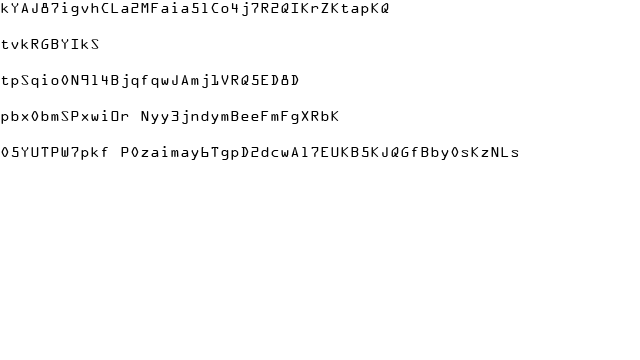 kYAJ87igvhCLa2MFaia5lCo4j7R2QIKrZKtapKQ
tvkRGBYIkS
tpSqio0N9l4BjqfqwJAmj1VRQ5ED8D
pbx0bmSPxwiOr Nyy3jndymBeeFmFgXRbK
05YUTPW7pkf P0zaimay6TgpD2dcwAl7EUKB5KJQGfBby0sKzNLs